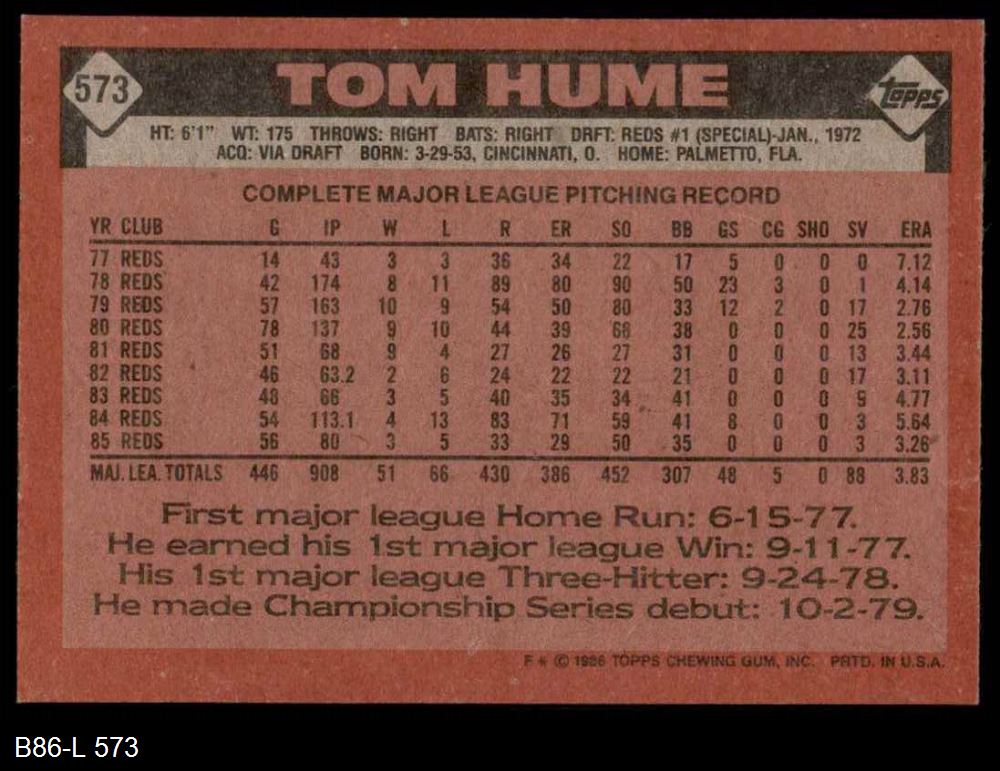 573
TOM HUME
topps
HT: 6'1" WT: 175 THROWS: RIGHT BATS: RIGHT DRFT: REDS #1 (SPECIAL)-JAN., 1972
ACQ: VIA DRAFT BORN: 3-29-53, CINCINNATI, O. HOME: PALMETTO, FLA.
COMPLETE MAJOR LEAGUE PITCHING RECORD
YR CLUB G IP W L R ER SO BB GS CG SHO SV ERA
77 REDS 14 43 3 3 36 34 22 17 5 0 0 0 7.12
78 REDS 42 174 8 11 89 80 90 50 23 3 0 1 4.14
79 REDS 57 163 10 9 54 50 80 33 12 2 0 17 2.76
80 REDS 78 137 9 10 44 39 68 38 0 0 0 25 2.56
81 REDS 51 68 9 4 27 26 27 31 0 0 0 13 3.44
82 REDS 46 63.2 2 6 24 22 22 21 0 0 0 17 3.11
83 REDS 48 66 3 5 40 35 34 41 0 0 0 9 4.77
84 REDS 54 113.1 4 13 83 71 59 41 8 0 0 3 5.64
85 REDS 56 80 3 5 33 29 50 35 0 0 0 3 3.26
MAJ. LEA. TOTALS 446 908 51 66 430 386 452 307 48 5 0 88 3.83
First major league Home Run: 6-15-77.
He earned his 1st major league Win: 9-11-77.
His 1st major league Three-Hitter: 9-24-78.
He made Championship Series debut: 10-2-79.
F * © 1986 TOPPS CHEWING GUM, INC. PRTD. IN U.S.A.
B86-L 573